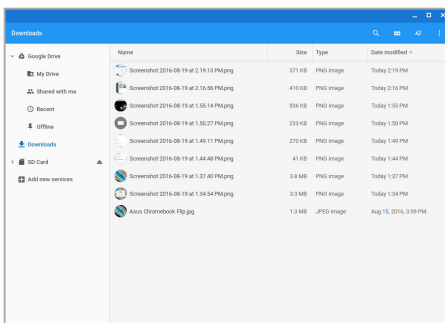 Downloads
Google Drive
My Drive
Shared with me
Recent
Offline
Downloads
SD Card
Add new services
Name Size Type Date modified
Screenshot 2016-08-19 at 2.19.13 PM.png 371 KB PNG image Today 2:19 PM
Screenshot 2016-08-19 at 2.16.56 PM.png 410 KB PNG image Today 2:16 PM
Screenshot 2016-08-19 at 1.55.14 PM.png 936 KB PNG image Today 1:55 PM
Screenshot 2016-08-19 at 1.50.27 PM.png 233 KB PNG image Today 1:50 PM
Screenshot 2016-08-19 at 1.49.11 PM.png 270 KB PNG image Today 1:49 PM
Screenshot 2016-08-19 at 1.44.48 PM.png 41 KB PNG image Today 1:44 PM
Screenshot 2016-08-19 at 1.37.40 PM.png 3.8 MB PNG image Today 1:37 PM
Screenshot 2016-08-19 at 1.34.54 PM.png 3.3 MB PNG image Today 1:34 PM
Asus Chromebook Flip.jpg 1.3 MB JPEG image Aug 15, 2016, 3:59 PM